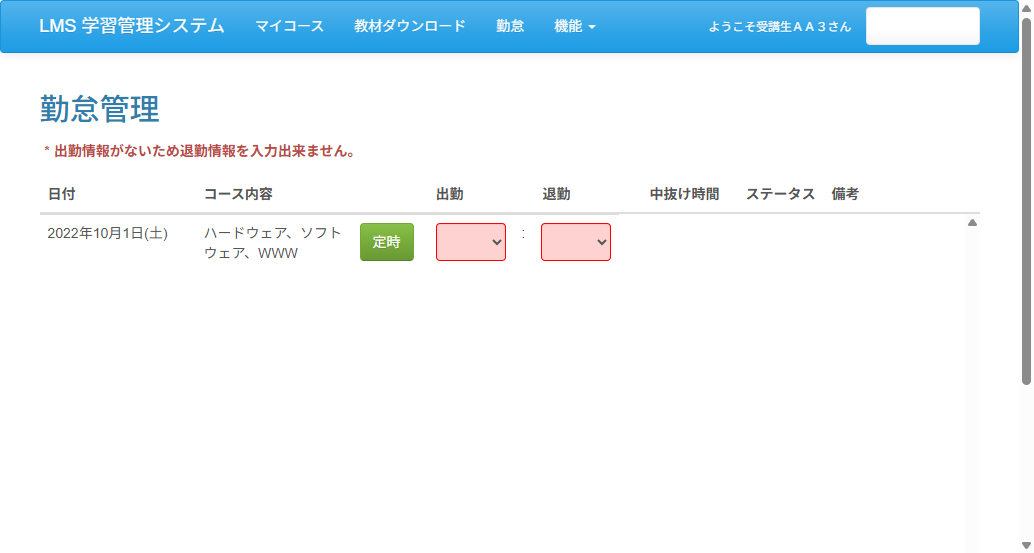 LMS 学習管理システム マイコース 教材ダウンロード 勤怠 機能 ようこそ受講生ＡＡ３さん
勤怠管理
* 出勤情報がないため退勤情報を入力出来ません。
日付 コース内容 出勤 退勤 中抜け時間 ステータス 備考
2022年10月1日(土) ハードウェア、ソフト 定時 :
ウェア、WWW